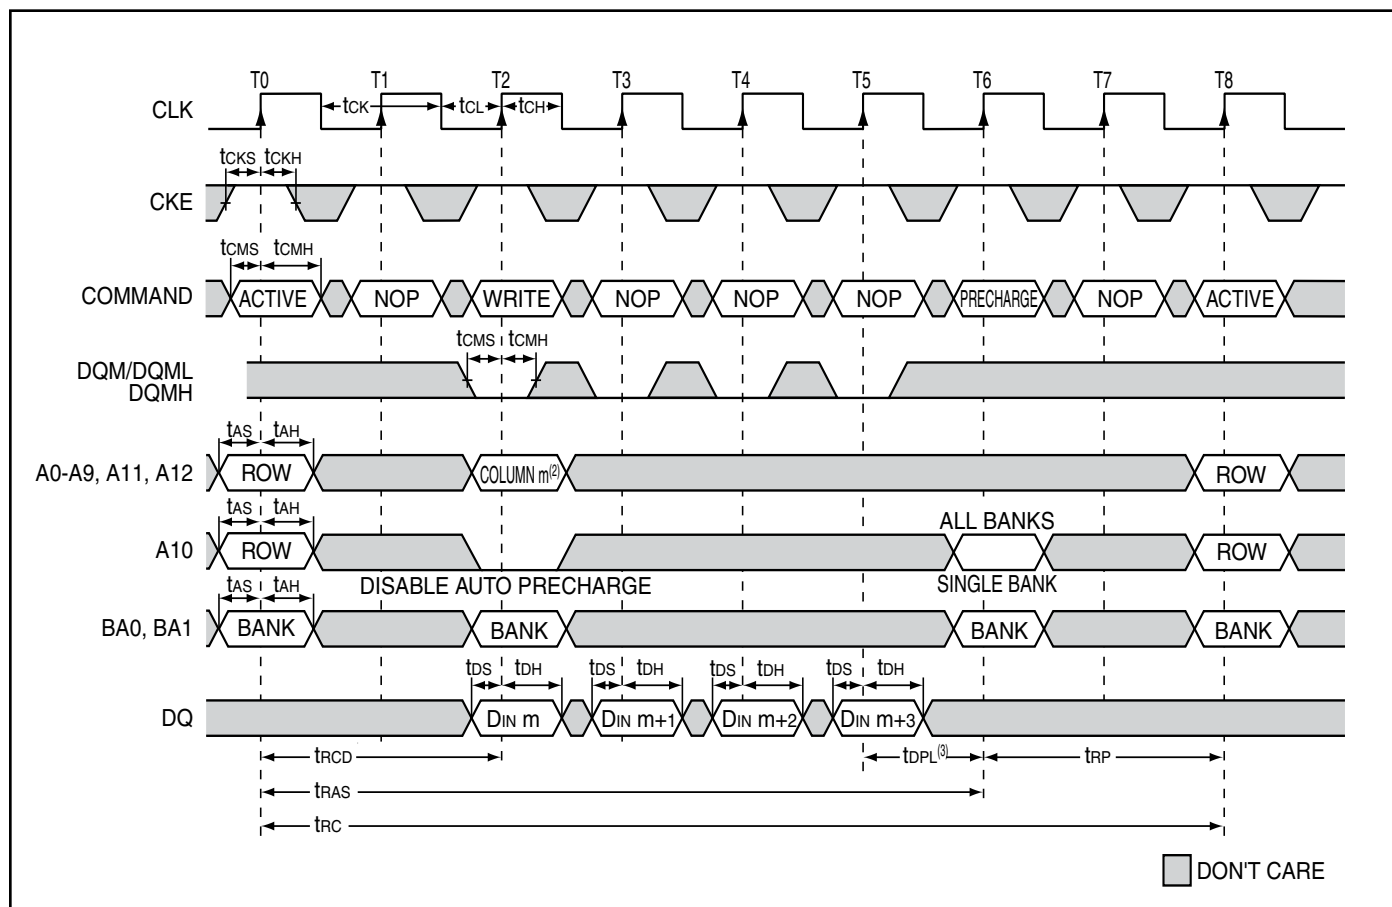 T0 T1 T2 T3 T4 T5 T6 T7 T8
CLK
tCK tCL tCH
tCKS tCKH
CKE
tCMS tCMH
COMMAND ACTIVE NOP WRITE NOP NOP NOP PRECHARGE NOP ACTIVE
tCMS tCMH
DQM/DQML
DQMH
tAS tAH
A0-A9, A11, A12 ROW COLUMN m(2) ROW
tAS tAH
ALL BANKS
A10 ROW ROW
DISABLE AUTO PRECHARGE SINGLE BANK
tAS tAH
BA0, BA1 BANK BANK BANK BANK
tDS tDH tDS tDH tDS tDH tDS tDH
DQ DIN m DIN m+1 DIN m+2 DIN m+3
tRCD tDPL(3) tRP
tRAS
tRC
DON'T CARE